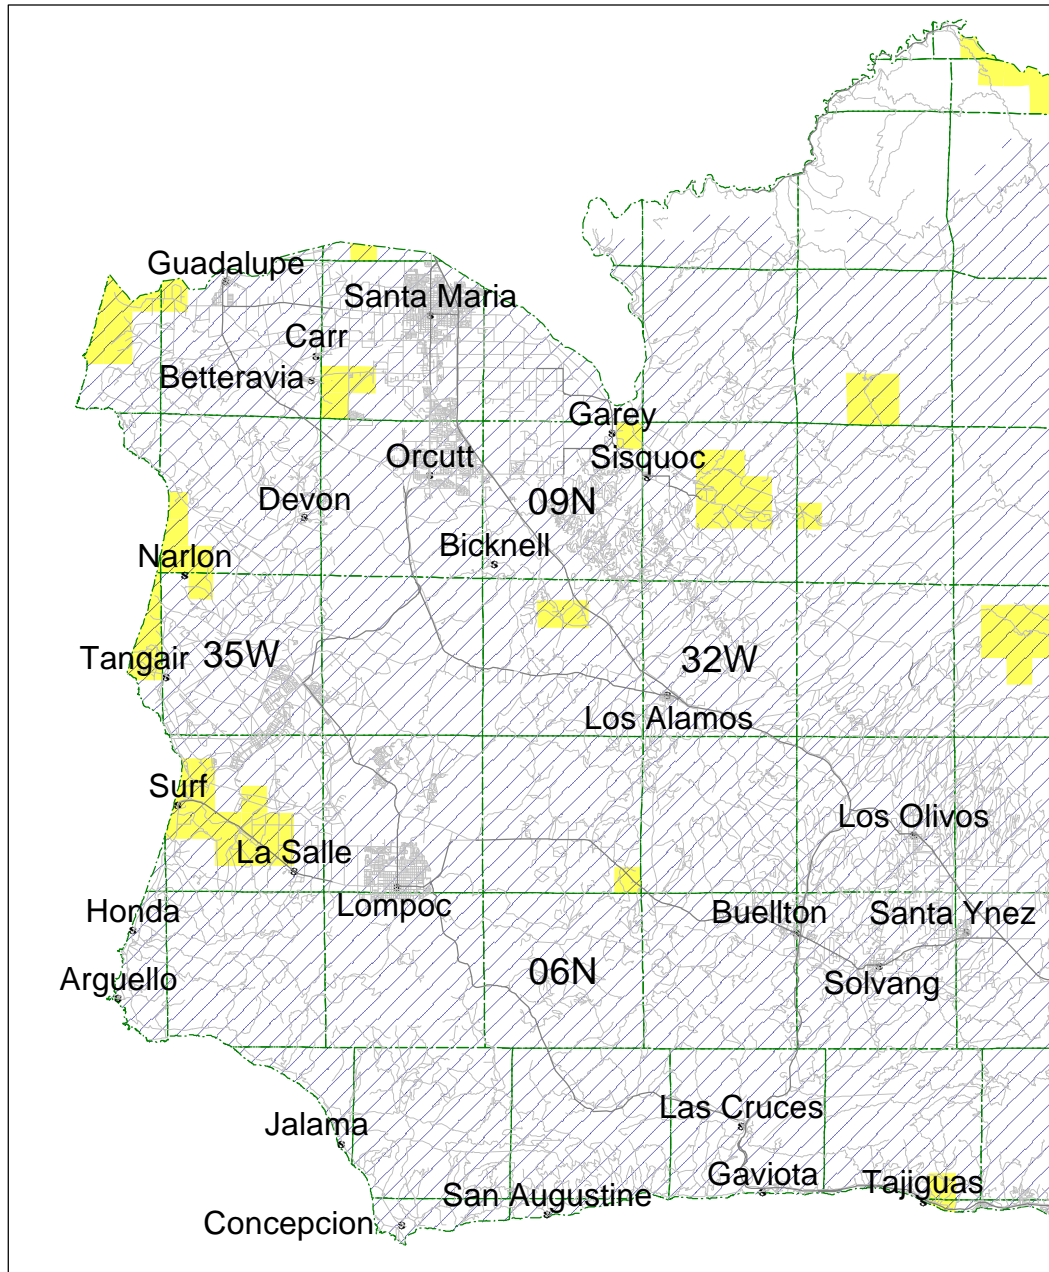 Guadalupe
Santa Maria
Carr
Betteravia
Garey
Orcutt
Sisquoc
Devon
09N
Bicknell
Narlon
35W
32W
Tangair
Los Alamos
Surf
Los Olivos
La Salle
Lompoc
Honda
Buellton
Santa Ynez
Arguello
06N
Solvang
Las Cruces
Jalama
Gaviota
Tajiguas
San Augustine
Concepcion